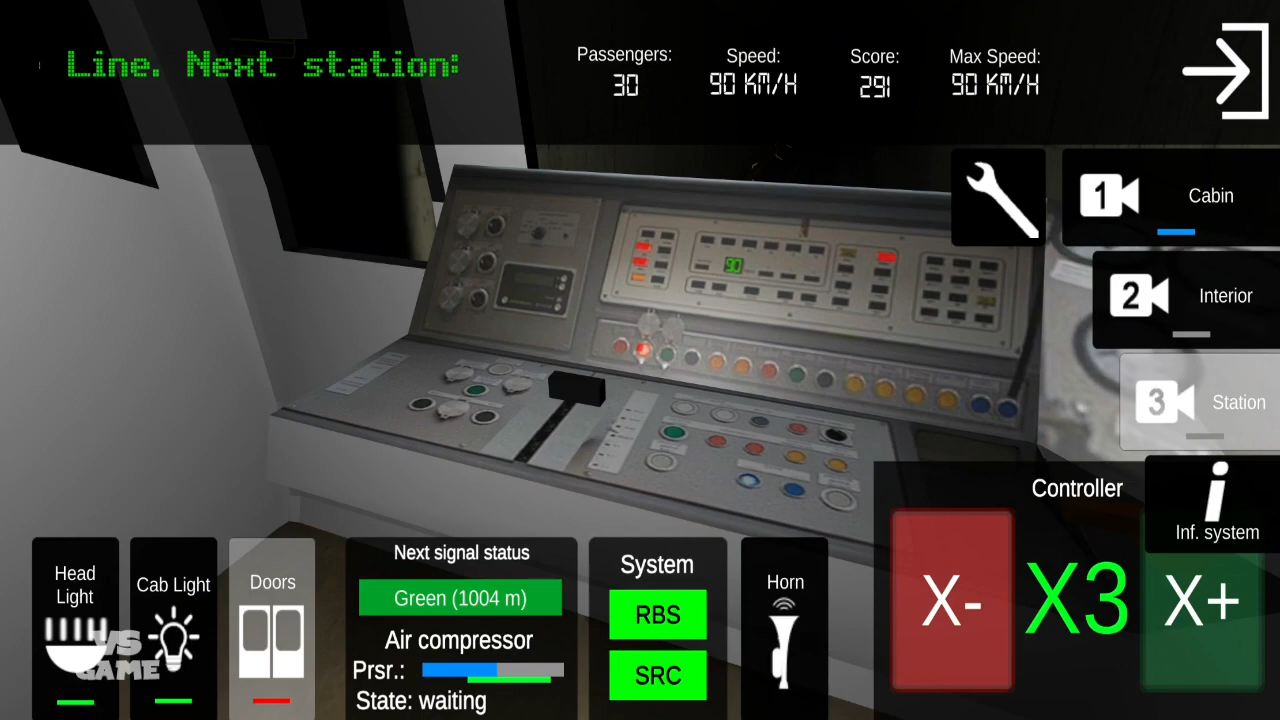 Line. Next station:
Passengers:
30
Speed:
90 KM/H
Score:
291
Max Speed:
90 KM/H
1
Cabin
2
Interior
3
Station
90
Controller
Inf. system
X-
X3
X+
Head
Light
Cab Light
Doors
Next signal status
Green (1004 m)
Air compressor
Prsr.:
State: waiting
System
RBS
SRC
Horn
VS
GAME